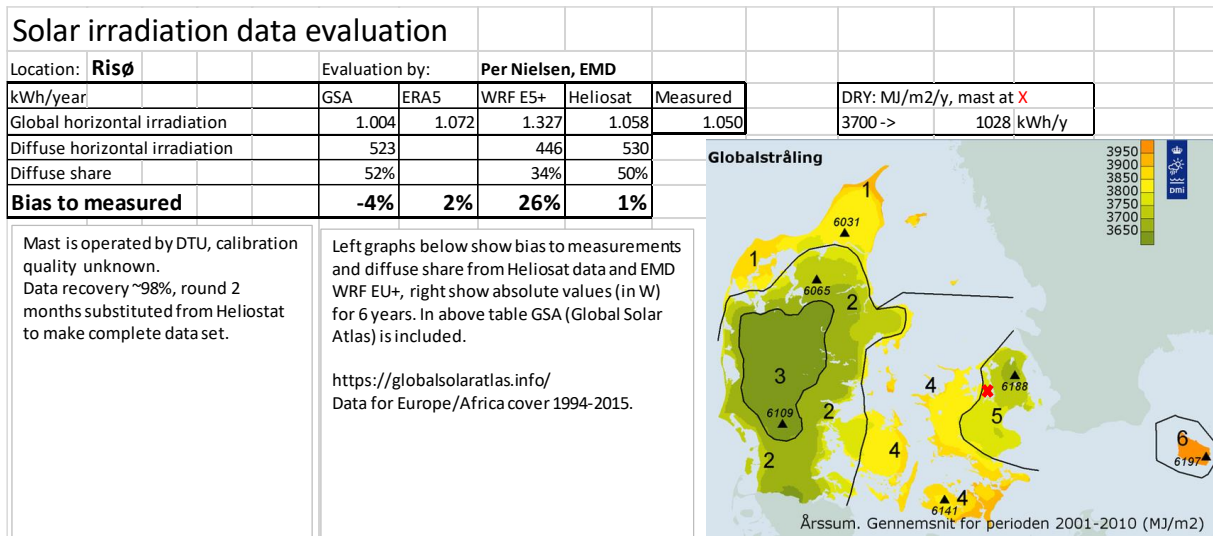 Solar irradiation data evaluation
Location: Risø Evaluation by: Per Nielsen, EMD
kWh/year GSA ERA5 WRF E5+ Heliosat Measured
Global horizontal irradiation 1.004 1.072 1.327 1.058 1.050
Diffuse horizontal irradiation 523 446 530
Diffuse share 52% 34% 50%
Bias to measured -4% 2% 26% 1%
DRY: MJ/m2/y, mast at X
3700 -> 1028 kWh/y
Mast is operated by DTU, calibration
quality unknown.
Data recovery ~98%, round 2
months substituted from Heliostat
to make complete data set.
Left graphs below show bias to measurements
and diffuse share from Heliosat data and EMD
WRF EU+, right show absolute values (in W)
for 6 years. In above table GSA (Global Solar
Atlas) is included.
https://globalsolaratlas.info/
Data for Europe/Africa cover 1994-2015.
Globalstråling
3950
3900
3850
3800
3750
3700
3650
DMI
1
6031
1
6065
2
3
4
6188
6109
2
5
2
4
6
6197
6141
4
Årssum. Gennemsnit for perioden 2001-2010 (MJ/m2)